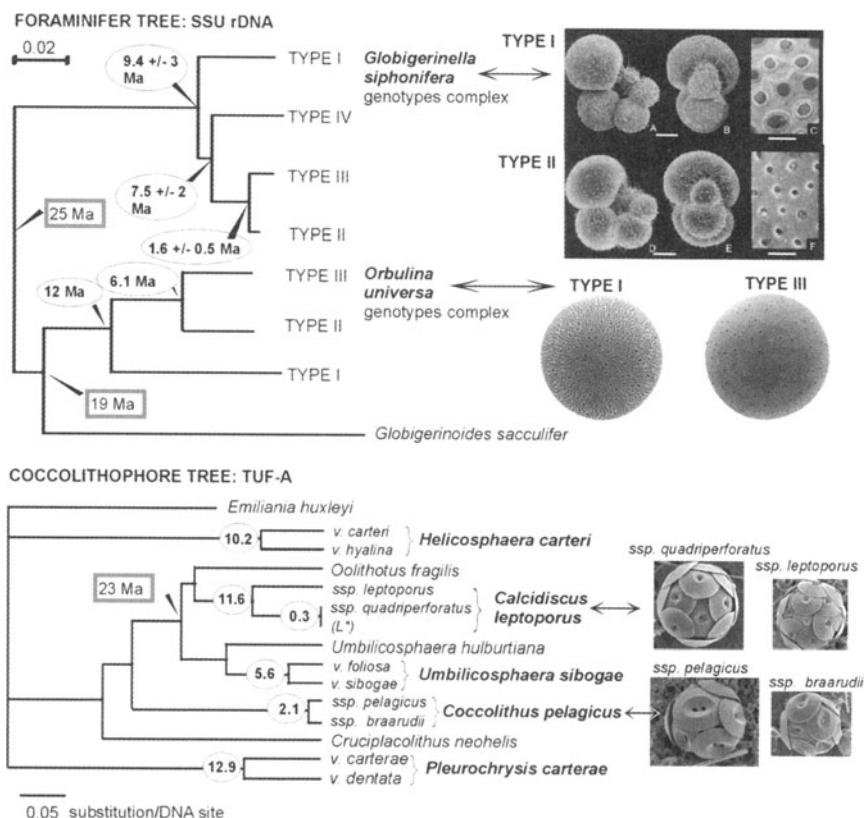 FORAMINIFER TREE: SSU rDNA
0.02
9.4 +/- 3
Ma
TYPE I
Globigerinella
siphonifera
genotypes complex
TYPE I
A
B
C
TYPE IV
7.5 +/- 2
Ma
TYPE III
TYPE II
25 Ma
1.6 +/- 0.5 Ma
TYPE II
D
E
F
12 Ma
6.1 Ma
TYPE III
Orbulina
universa
genotypes complex
TYPE I
TYPE III
TYPE II
TYPE I
19 Ma
Globigerinoides sacculifer
COCCOLITHOPHORE TREE: TUF-A
Emiliania huxleyi
10.2
v. carteri
v. hyalina
Helicosphaera carteri
23 Ma
Oolithotus fragilis
11.6
ssp. leptoporus
0.3
ssp. quadriperforatus
(L*)
Calcidiscus
leptoporus
ssp. quadriperforatus
ssp. leptoporus
Umbilicosphaera hulburtiana
5.6
v. foliosa
v. sibogae
Umbilicosphaera sibogae
2.1
ssp. pelagicus
ssp. braarudii
Coccolithus pelagicus
ssp. pelagicus
ssp. braarudii
Cruciplacolithus neohelis
12.9
v. carterae
v. dentata
Pleurochrysis carterae
0.05 substitution/DNA site